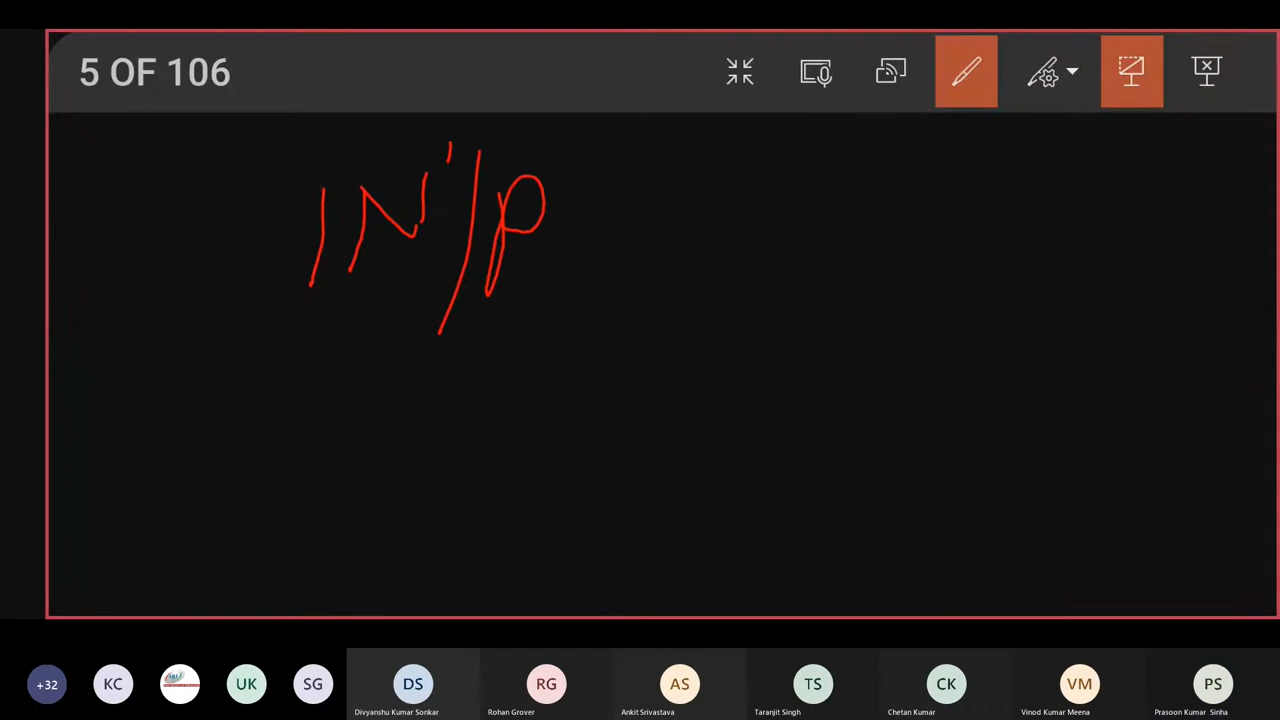 5 OF 106
IN'/p
+32
KC
UK
SG
DS
RG
AS
TS
CK
VM
PS
Divyanshu Kumar Sonkar
Rohan Grover
Ankit Srivastava
Taranjit Singh
Chetan Kumar
Vinod Kumar Meena
Prasoon Kumar Sinha